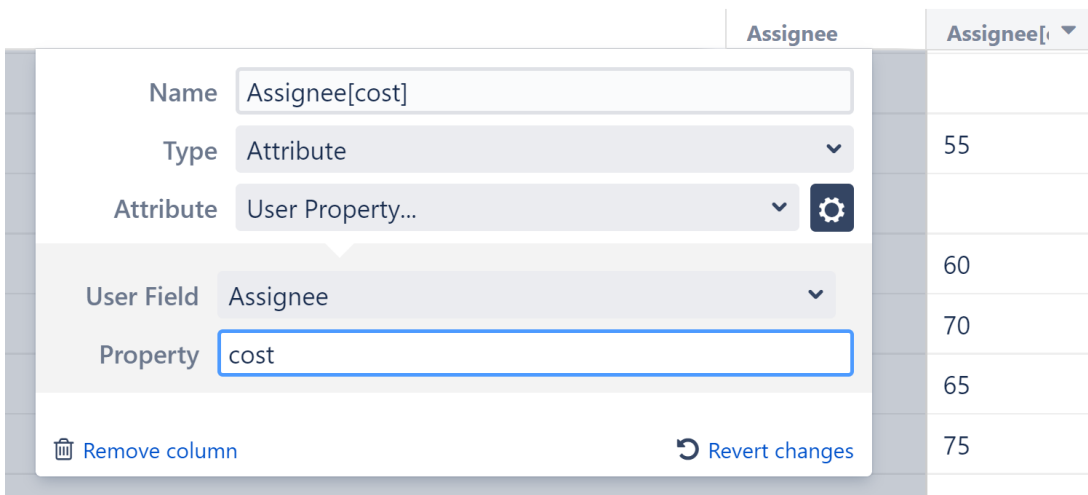 Assignee
Assignee[
Name Assignee[cost]
Type Attribute
55
Attribute User Property...
User Field Assignee
60
70
Property cost
65
Remove column Revert changes
75